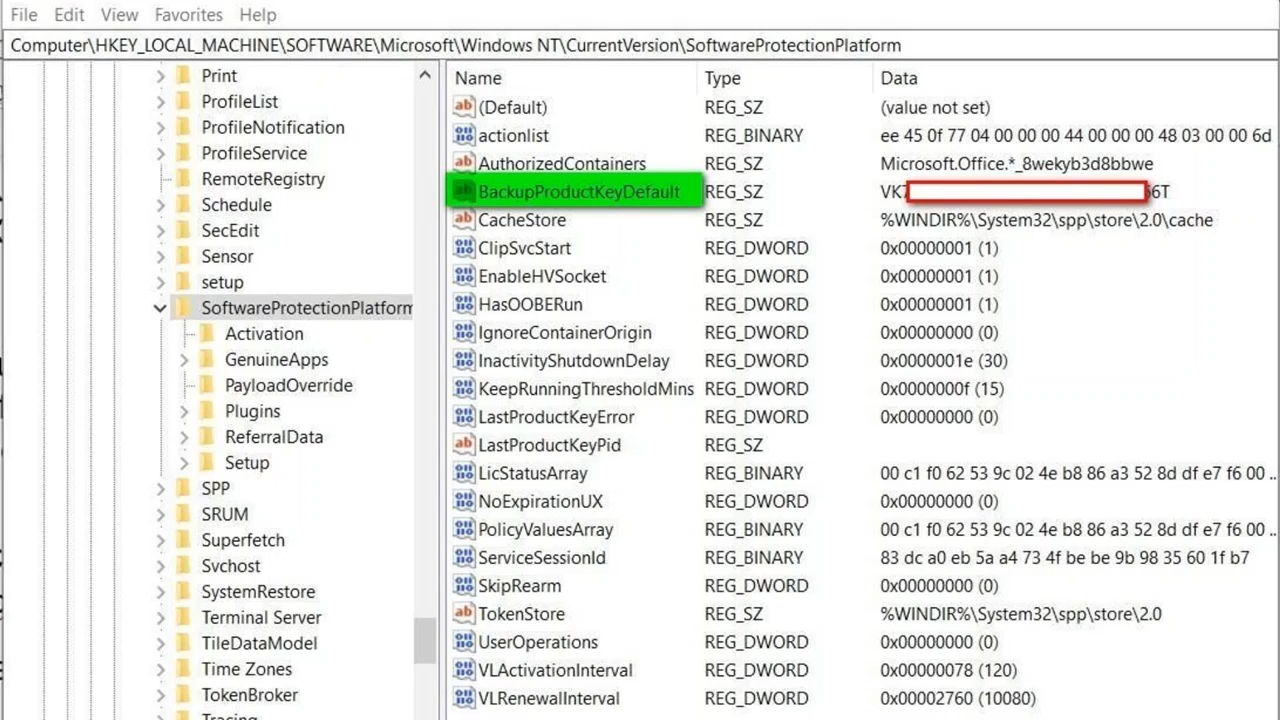 File Edit View Favorites Help
Computer\HKEY_LOCAL_MACHINE\SOFTWARE\Microsoft\Windows NT\CurrentVersion\SoftwareProtectionPlatform
Print
ProfileList
ProfileNotification
ProfileService
RemoteRegistry
Schedule
SecEdit
Sensor
setup
SoftwareProtectionPlatform
Activation
GenuineApps
PayloadOverride
Plugins
ReferralData
Setup
SPP
SRUM
Superfetch
Svchost
SystemRestore
Terminal Server
TileDataModel
Time Zones
TokenBroker
Tracing
Name Type Data
(Default) REG_SZ (value not set)
actionlist REG_BINARY ee 45 0f 77 04 00 00 00 44 00 00 00 48 03 00 00 6d
AuthorizedContainers REG_SZ Microsoft.Office.*_8wekyb3d8bbwe
BackupProductKeyDefault REG_SZ VK7 6T
CacheStore REG_SZ %WINDIR%\System32\spp\store\2.0\cache
ClipSvcStart REG_DWORD 0x00000001 (1)
EnableHVSocket REG_DWORD 0x00000001 (1)
HasOOBERun REG_DWORD 0x00000001 (1)
IgnoreContainerOrigin REG_DWORD 0x00000000 (0)
InactivityShutdownDelay REG_DWORD 0x0000001e (30)
KeepRunningThresholdMins REG_DWORD 0x0000000f (15)
LastProductKeyError REG_DWORD 0x00000000 (0)
LastProductKeyPid REG_SZ
LicStatusArray REG_BINARY 00 c1 f0 62 53 9c 02 4e b8 86 a3 52 8d df e7 f6 00 ..
NoExpirationUX REG_DWORD 0x00000000 (0)
PolicyValuesArray REG_BINARY 00 c1 f0 62 53 9c 02 4e b8 86 a3 52 8d df e7 f6 00 ..
ServiceSessionId REG_BINARY 83 dc a0 eb 5a a4 73 4f be be 9b 98 35 60 1f b7
SkipRearm REG_DWORD 0x00000000 (0)
TokenStore REG_SZ %WINDIR%\System32\spp\store\2.0
UserOperations REG_DWORD 0x00000000 (0)
VLActivationInterval REG_DWORD 0x00000078 (120)
VLRenewalInterval REG_DWORD 0x00002760 (10080)